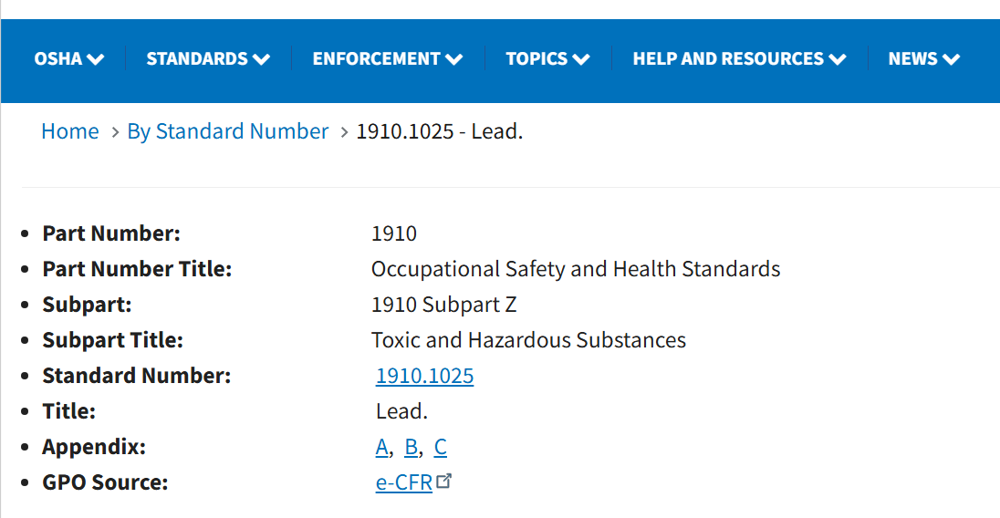 OSHA STANDARDS ENFORCEMENT TOPICS HELP AND RESOURCES NEWS
Home > By Standard Number > 1910.1025 - Lead.
• Part Number: 1910
• Part Number Title: Occupational Safety and Health Standards
• Subpart: 1910 Subpart Z
• Subpart Title: Toxic and Hazardous Substances
• Standard Number: 1910.1025
• Title: Lead.
• Appendix: A, B, C
• GPO Source: e-CFR